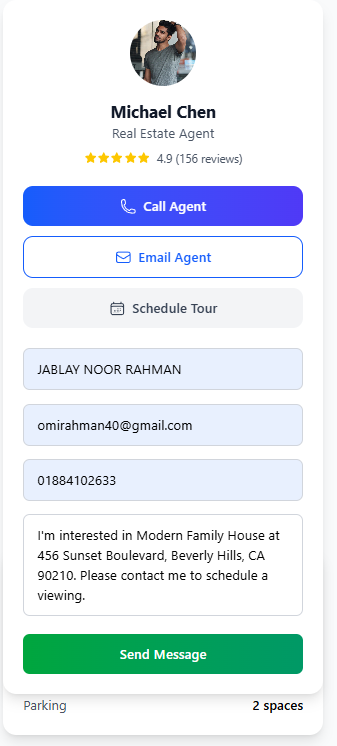 Michael Chen
Real Estate Agent
4.9 (156 reviews)
Call Agent
Email Agent
Schedule Tour
JABLAY NOOR RAHMAN
omirahman40@gmail.com
01884102633
I'm interested in Modern Family House at
456 Sunset Boulevard, Beverly Hills, CA
90210. Please contact me to schedule a
viewing.
Send Message
Parking 2 spaces